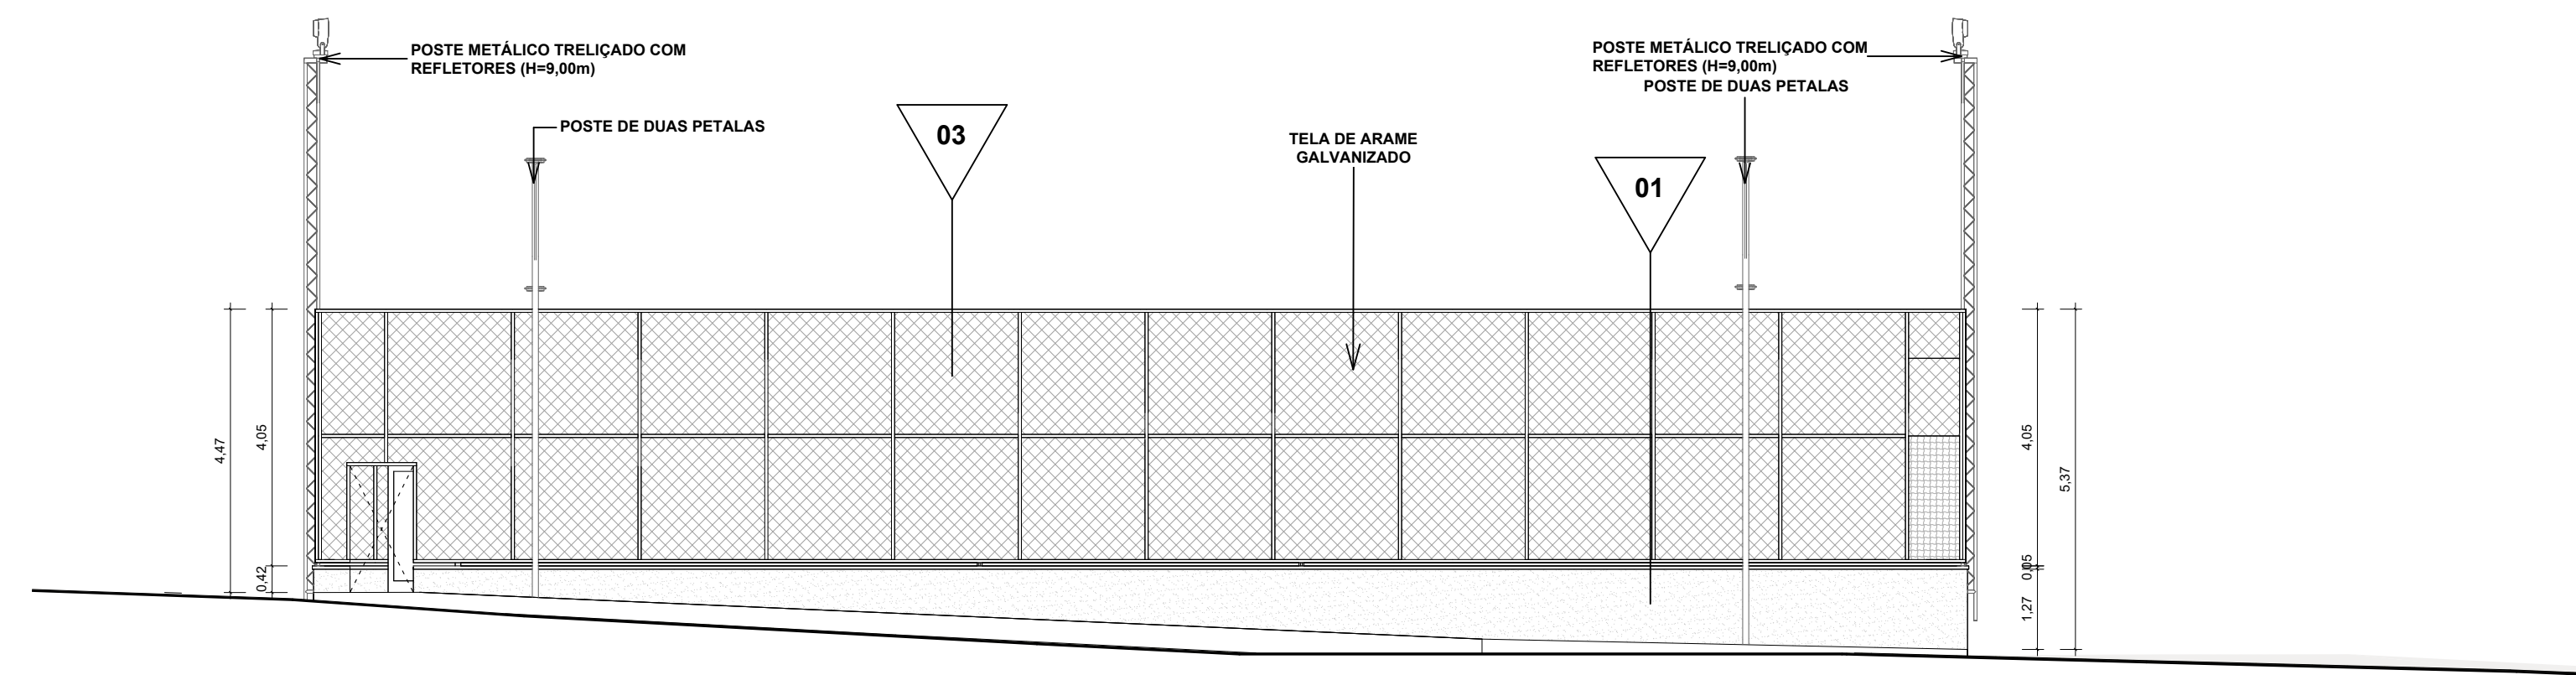 POSTE METÁLICO TRELIÇADO COM
REFLETORES (H=9,00m)
POSTE METÁLICO TRELIÇADO COM
REFLETORES (H=9,00m)
POSTE DE DUAS PETALAS
POSTE DE DUAS PETALAS
03
TELA DE ARAME
GALVANIZADO
01
4,47
4,05
0,42
4,05
5,37
0,05
1,27